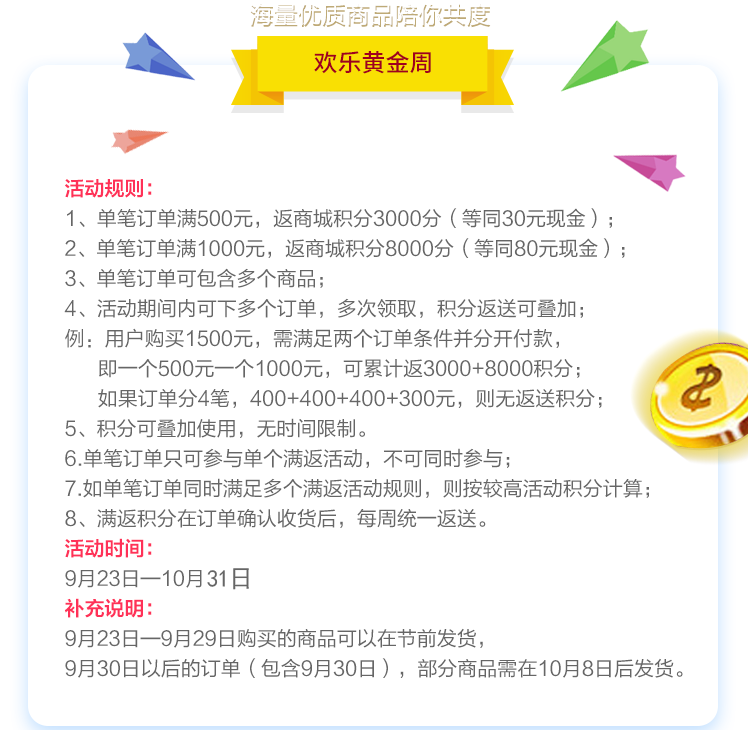 海量优质商品陪你共度
欢乐黄金周
活动规则：
1、单笔订单满500元，返商城积分3000分（等同30元现金）；
2、单笔订单满1000元，返商城积分8000分（等同80元现金）；
3、单笔订单可包含多个商品；
4、活动期间内可下多个订单，多次领取，积分返送可叠加；
例：用户购买1500元，需满足两个订单条件并分开付款，
即一个500元一个1000元，可累计返3000+8000积分；
如果订单分4笔，400+400+400+300元，则无返送积分；
5、积分可叠加使用，无时间限制。
6.单笔订单只可参与单个满返活动，不可同时参与；
7.如单笔订单同时满足多个满返活动规则，则按较高活动积分计算；
8、满返积分在订单确认收货后，每周统一返送。
活动时间：
9月23日—10月31日
补充说明：
9月23日—9月29日购买的商品可以在节前发货，
9月30日以后的订单（包含9月30日），部分商品需在10月8日后发货。